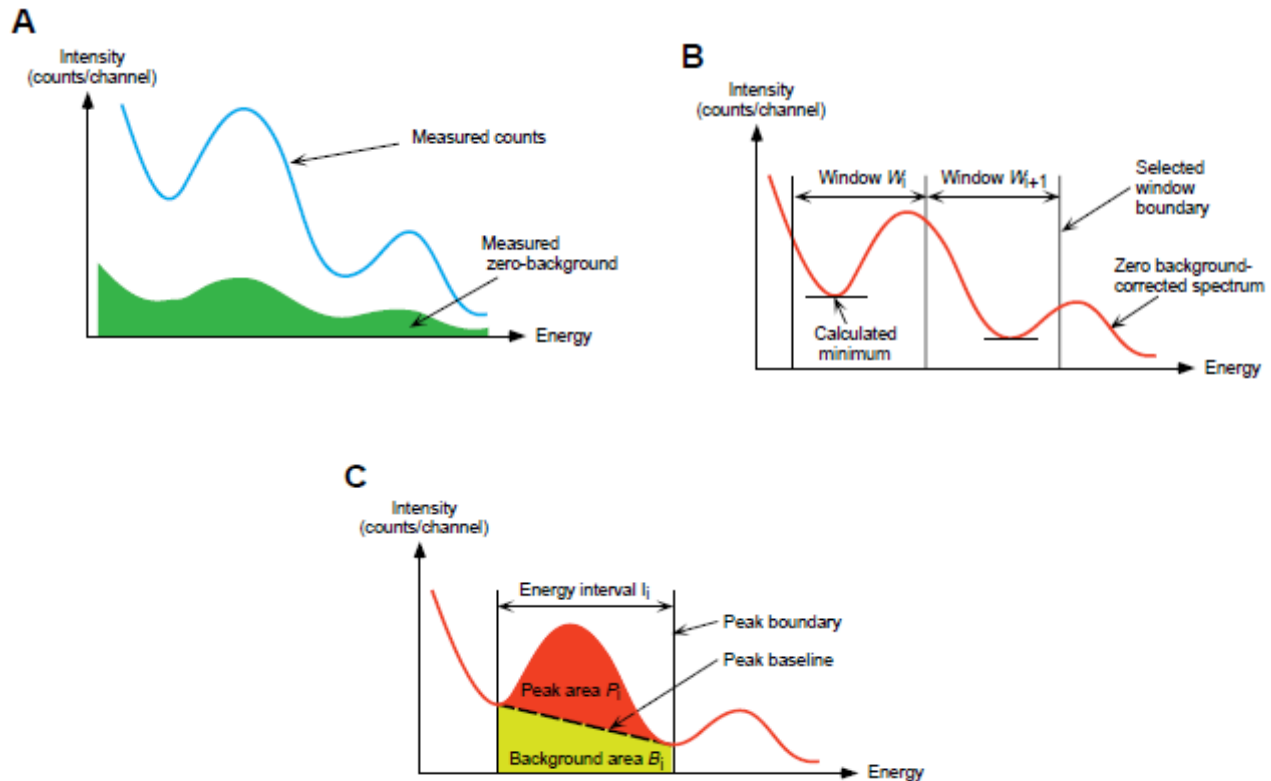 A
Intensity
(counts/channel)
Measured counts
Measured
zero-background
Energy
B
Intensity
(counts/channel)
Window Wi
Window Wi+1
Selected
window
boundary
Zero background-
corrected spectrum
Calculated
minimum
Energy
C
Intensity
(counts/channel)
Energy interval Ii
Peak boundary
Peak baseline
Peak area Pi
Background area Bi
Energy